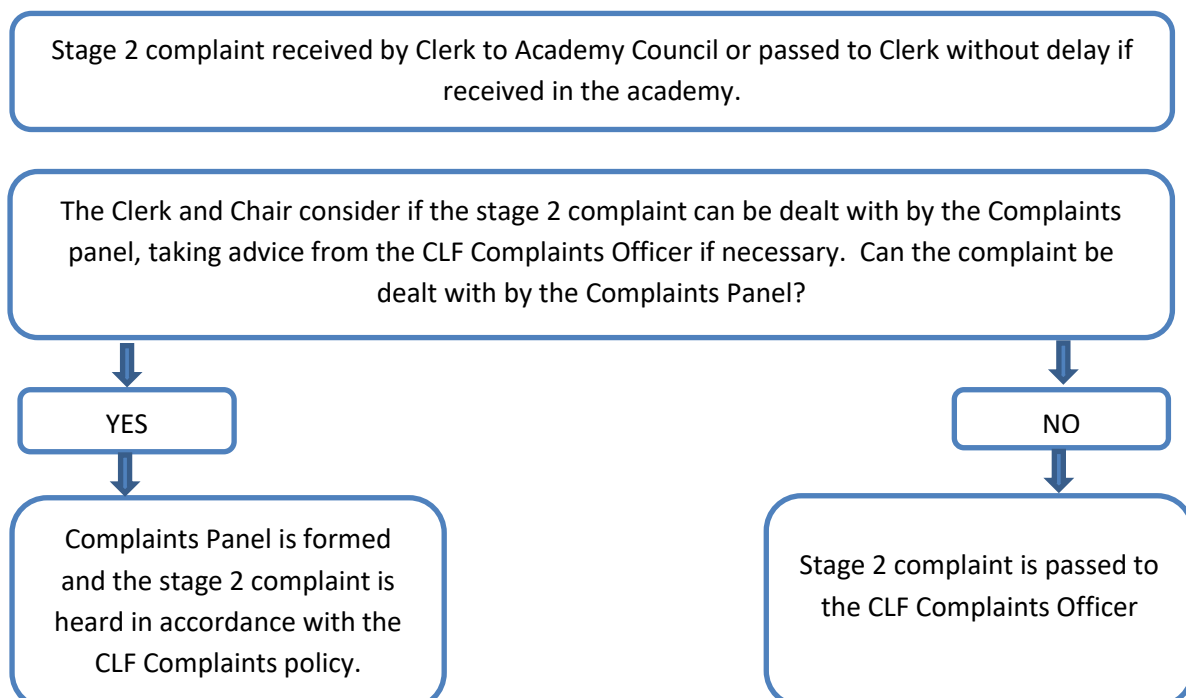 Stage 2 complaint received by Clerk to Academy Council or passed to Clerk without delay if
received in the academy.
The Clerk and Chair consider if the stage 2 complaint can be dealt with by the Complaints
panel, taking advice from the CLF Complaints Officer if necessary.  Can the complaint be
dealt with by the Complaints Panel?
YES
NO
Complaints Panel is formed
and the stage 2 complaint is
heard in accordance with the
CLF Complaints policy.
Stage 2 complaint is passed to
the CLF Complaints Officer